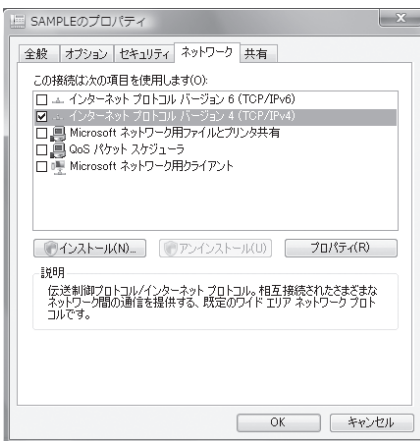 SAMPLEのプロパティ
全般 オプション セキュリティ ネットワーク 共有
この接続は次の項目を使用します(O):
インターネット プロトコル バージョン 6 (TCP/IPv6)
インターネット プロトコル バージョン 4 (TCP/IPv4)
Microsoft ネットワーク用ファイルとプリンタ共有
QoS パケット スケジューラ
Microsoft ネットワーク用クライアント
インストール(N)... アンインストール(U) プロパティ(R)
説明
伝送制御プロトコル/インターネット プロトコル。相互接続されたさまざまな
ネットワーク間の通信を提供する、既定のワイド エリア ネットワーク プロト
コルです。
OK キャンセル